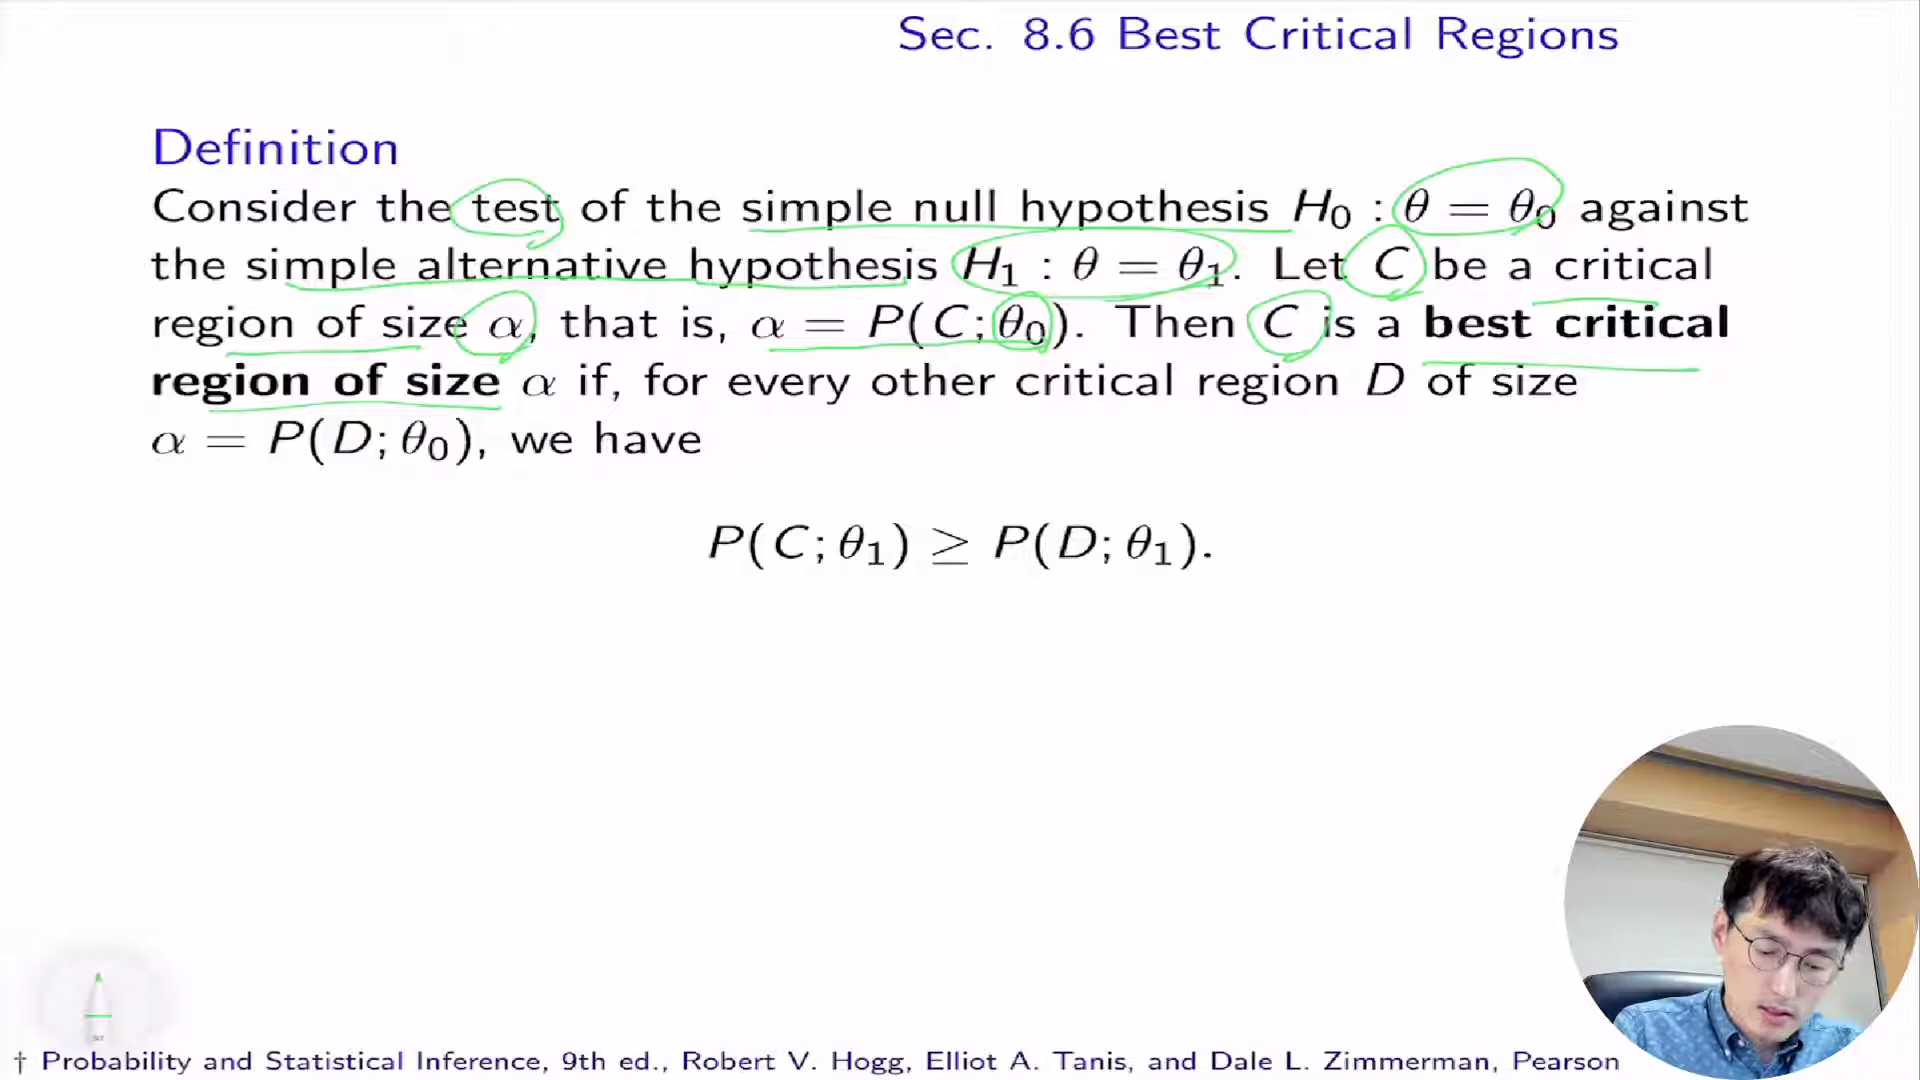 Sec. 8.6 Best Critical Regions
Definition
Consider the test of the simple null hypothesis H₀ : θ = θ₀ against
the simple alternative hypothesis H₁ : θ = θ₁. Let C be a critical
region of size α, that is, α = P(C; θ₀). Then C is a best critical
region of size α if, for every other critical region D of size
α = P(D; θ₀), we have
P(C; θ₁) ≥ P(D; θ₁).
† Probability and Statistical Inference, 9th ed., Robert V. Hogg, Elliot A. Tanis, and Dale L. Zimmerman, Pearson